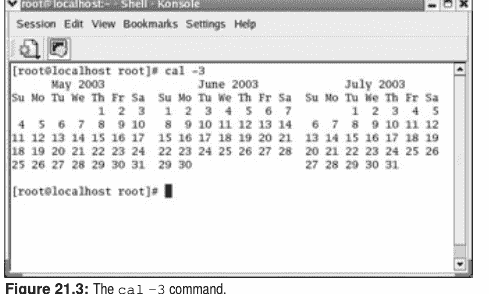 root@localhost:~ - Shell - Konsole
Session Edit View Bookmarks Settings Help
[root@localhost root]# cal -3
      May 2003              June 2003             July 2003
Su Mo Tu We Th Fr Sa  Su Mo Tu We Th Fr Sa  Su Mo Tu We Th Fr Sa
             1  2  3   1  2  3  4  5  6  7         1  2  3  4  5
 4  5  6  7  8  9 10   8  9 10 11 12 13 14   6  7  8  9 10 11 12
11 12 13 14 15 16 17  15 16 17 18 19 20 21  13 14 15 16 17 18 19
18 19 20 21 22 23 24  22 23 24 25 26 27 28  20 21 22 23 24 25 26
25 26 27 28 29 30 31  29 30                 27 28 29 30 31
[root@localhost root]#
Figure 21.3: The cal -3 command.